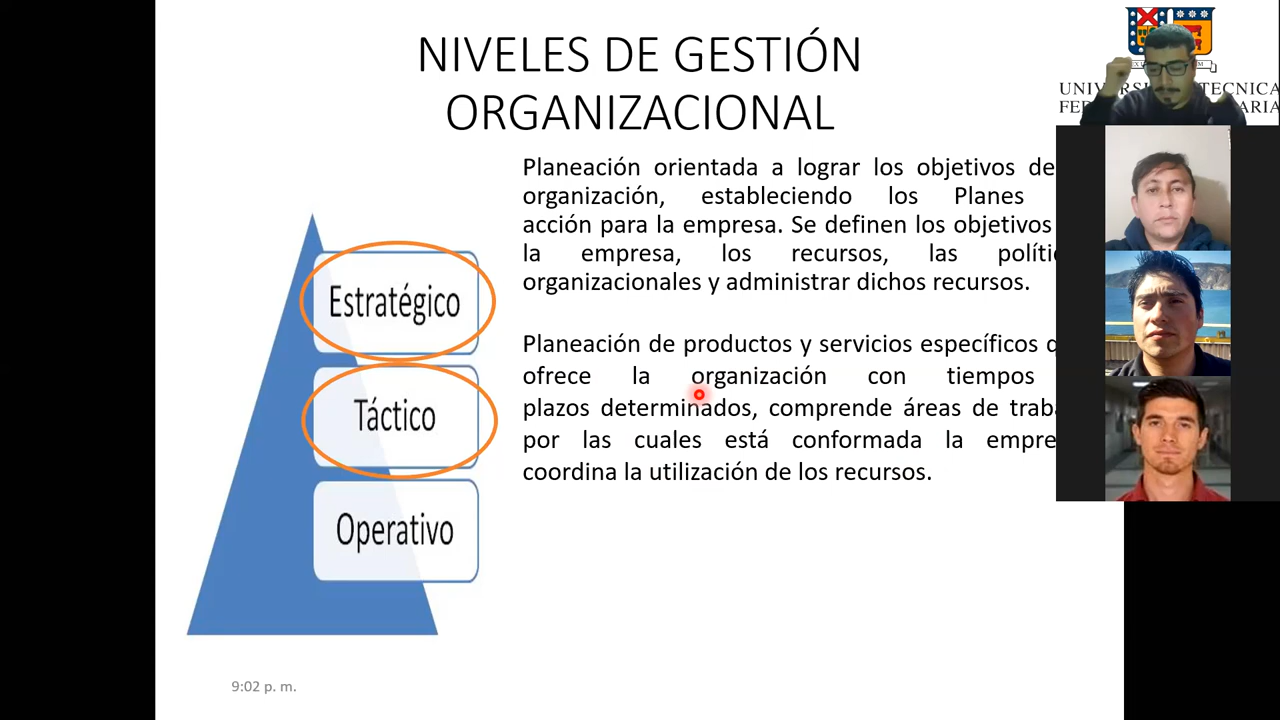 NIVELES DE GESTIÓN
ORGANIZACIONAL
Planeación orientada a lograr los objetivos de
organización, estableciendo los Planes
acción para la empresa. Se definen los objetivos
la empresa, los recursos, las
organizacionales y administrar dichos recursos.
Planeación de productos y servicios específicos
ofrece la organización con tiempos
plazos determinados, comprende áreas de
por las cuales está conformada la
coordina la utilización de los recursos.
Estratégico
Táctico
Operativo
9:02 p. m.